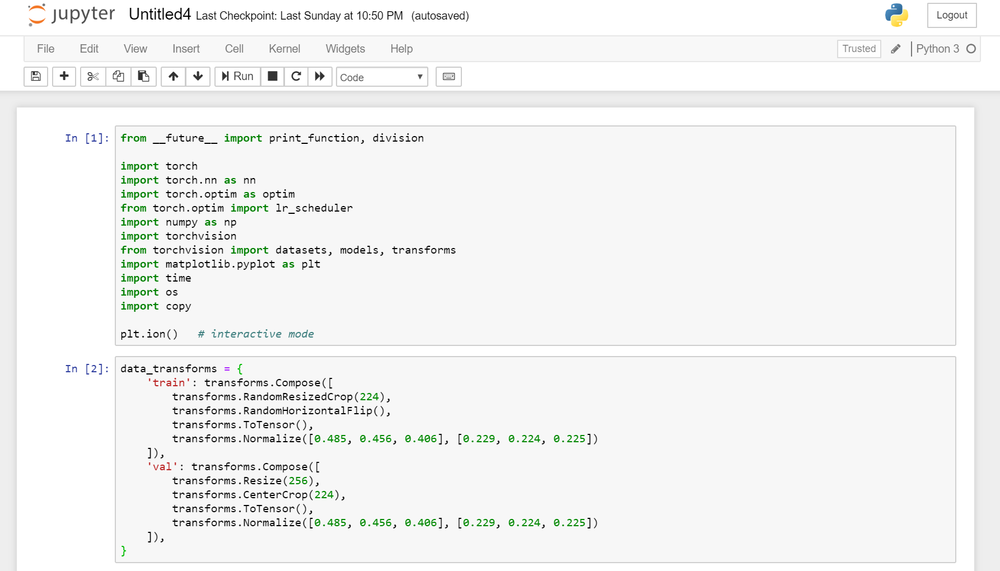 jupyter Untitled4 Last Checkpoint: Last Sunday at 10:50 PM (autosaved)
Logout
File Edit View Insert Cell Kernel Widgets Help
Trusted Python 3
Run Code
In [1]:
from __future__ import print_function, division

import torch
import torch.nn as nn
import torch.optim as optim
from torch.optim import lr_scheduler
import numpy as np
import torchvision
from torchvision import datasets, models, transforms
import matplotlib.pyplot as plt
import time
import os
import copy

plt.ion()   # interactive mode
In [2]:
data_transforms = {
    'train': transforms.Compose([
        transforms.RandomResizedCrop(224),
        transforms.RandomHorizontalFlip(),
        transforms.ToTensor(),
        transforms.Normalize([0.485, 0.456, 0.406], [0.229, 0.224, 0.225])
    ]),
    'val': transforms.Compose([
        transforms.Resize(256),
        transforms.CenterCrop(224),
        transforms.ToTensor(),
        transforms.Normalize([0.485, 0.456, 0.406], [0.229, 0.224, 0.225])
    ]),
}